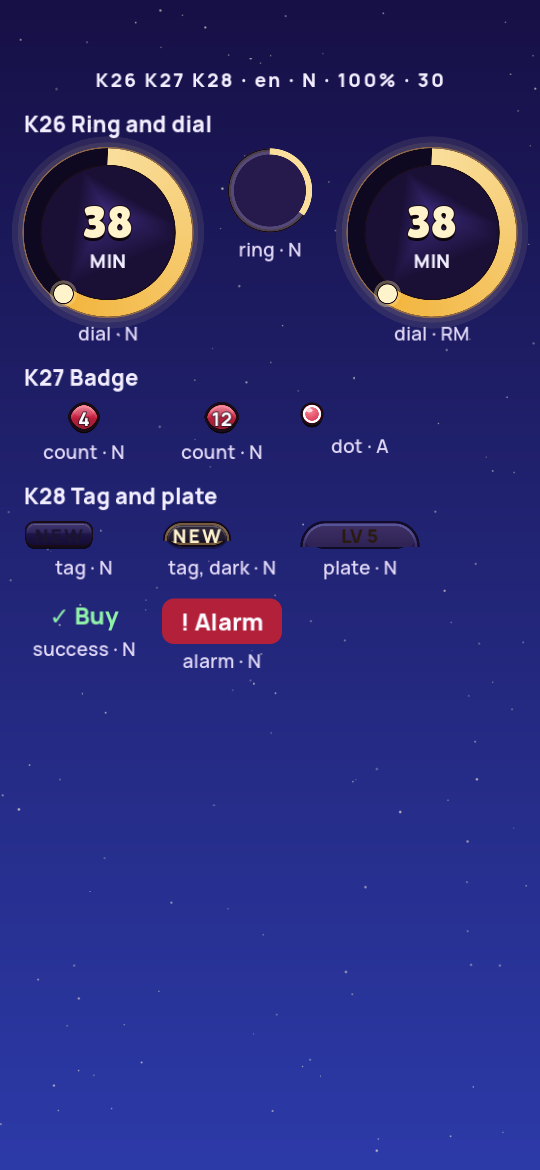 K26 K27 K28 · en · N · 100% · 30
K26 Ring and dial
38
MIN
38
MIN
ring · N
dial · N
dial · RM
K27 Badge
4
12
count · N
count · N
dot · A
K28 Tag and plate
NEW
NEW
LV 5
tag · N
tag, dark · N
plate · N
✓ Buy
! Alarm
success · N
alarm · N